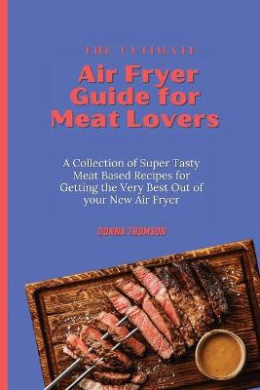 THE ULTIMATE
Air Fryer
Guide for
Meat Lovers
A Collection of Super Tasty
Meat Based Recipes for
Getting the Very Best Out of
your New Air Fryer
DONNA THOMSON